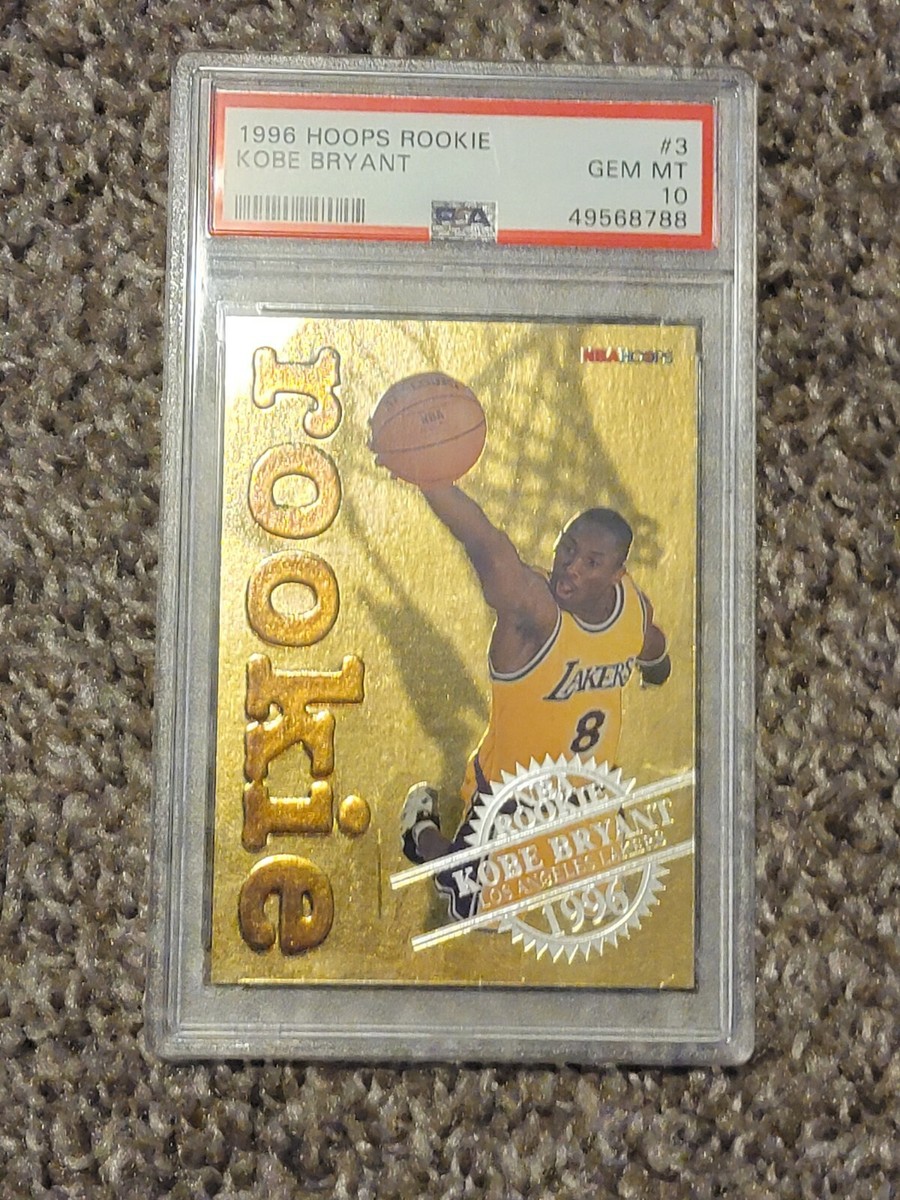 1996 HOOPS ROOKIE
#3
KOBE BRYANT
GEM MT
10
49568788
PSA
NBA HOOPS
rookie
NBA
LAKERS
8
NBA
ROOKIE
KOBE BRYANT
LOS ANGELES LAKERS
1996